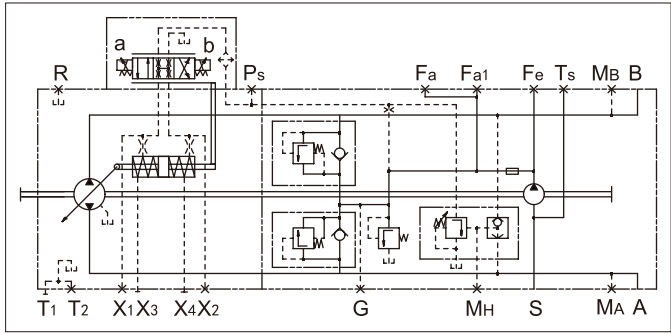 a b
R Ps Fa Fa1 Fe Ts MB B
T1 T2 X1 X3 X4 X2 G MH S MA A